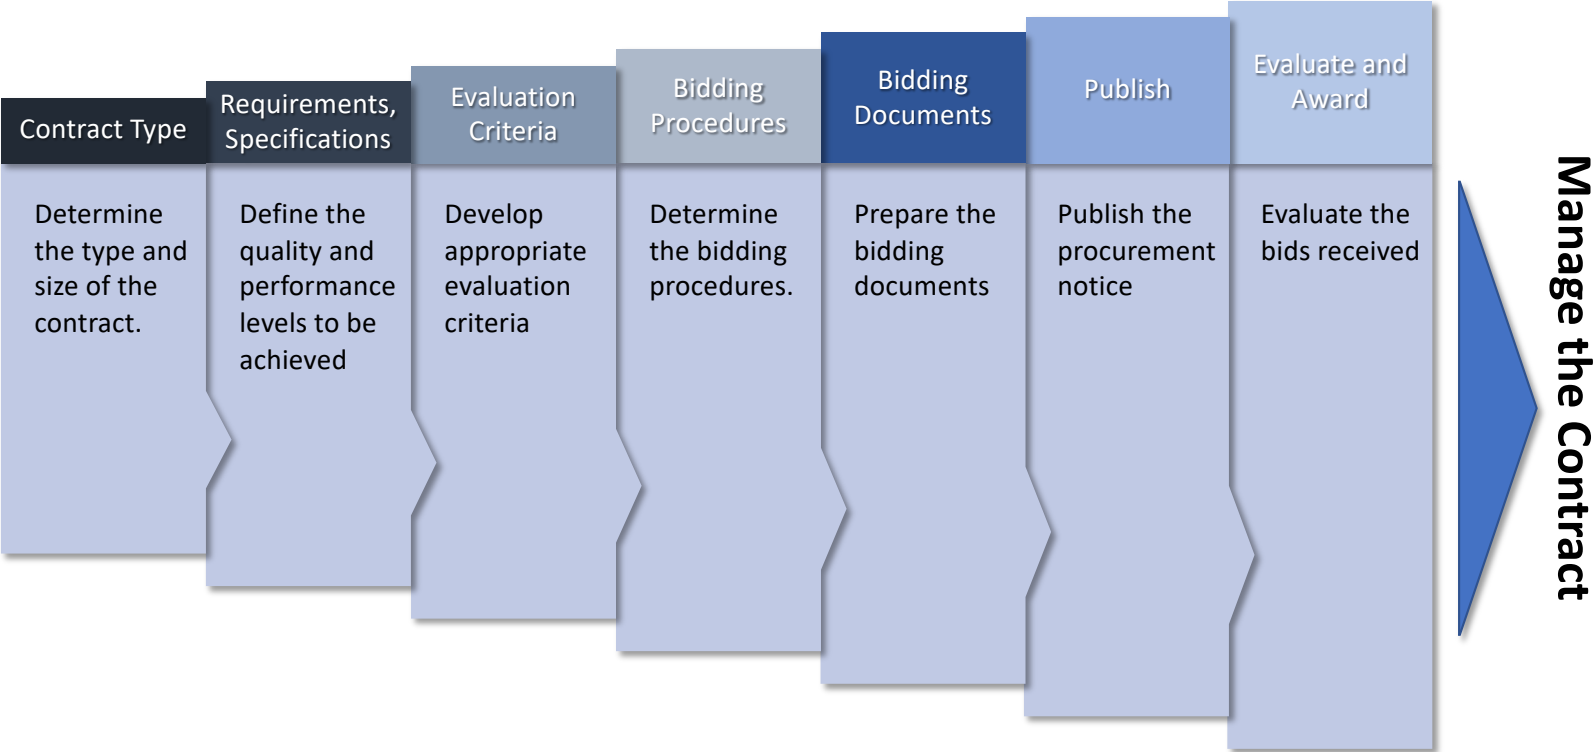 Contract Type
Determine
the type and
size of the
contract.
Requirements,
Specifications
Define the
quality and
performance
levels to be
achieved
Evaluation
Criteria
Develop
appropriate
evaluation
criteria
Bidding
Procedures
Determine
the bidding
procedures.
Bidding
Documents
Prepare the
bidding
documents
Publish
Publish the
procurement
notice
Evaluate and
Award
Evaluate the
bids received
Manage the Contract